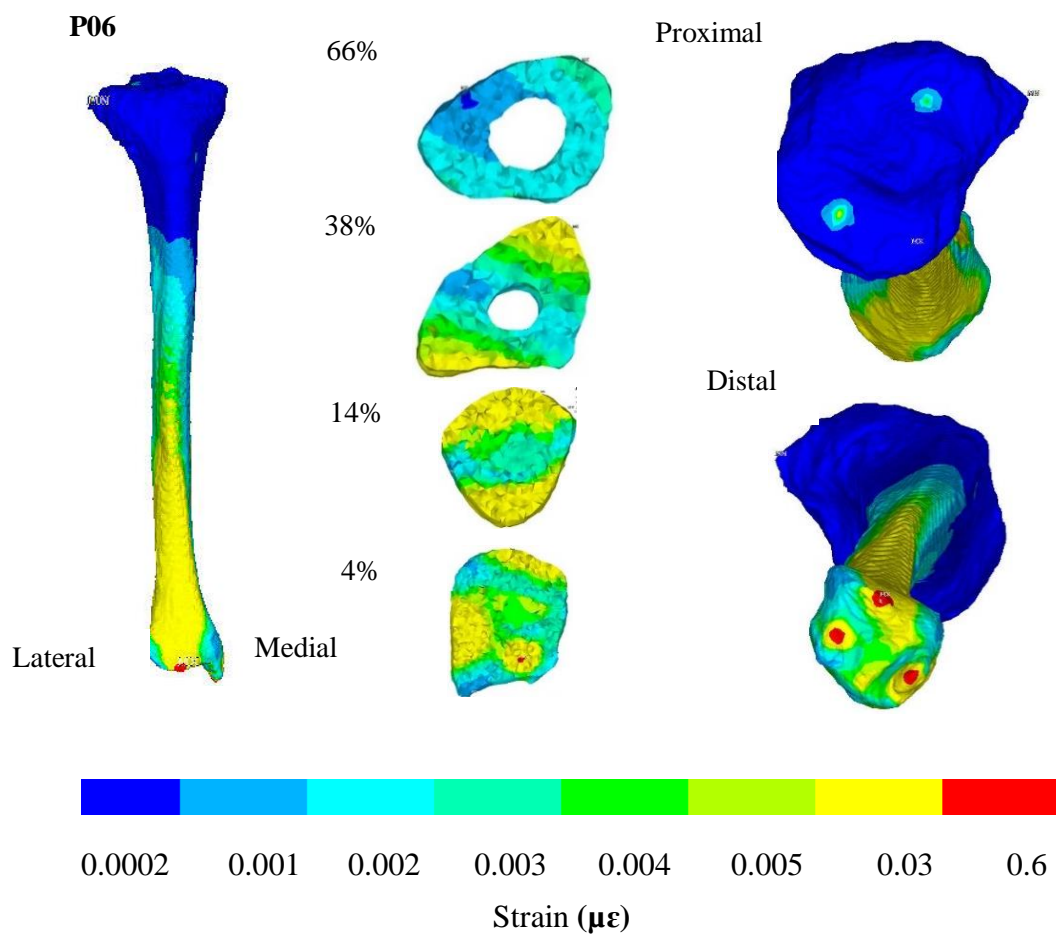 P06
66%
Proximal
38%
14%
Distal
4%
Lateral
Medial
0.0002 0.001 0.002 0.003 0.004 0.005 0.03 0.6
Strain (με)